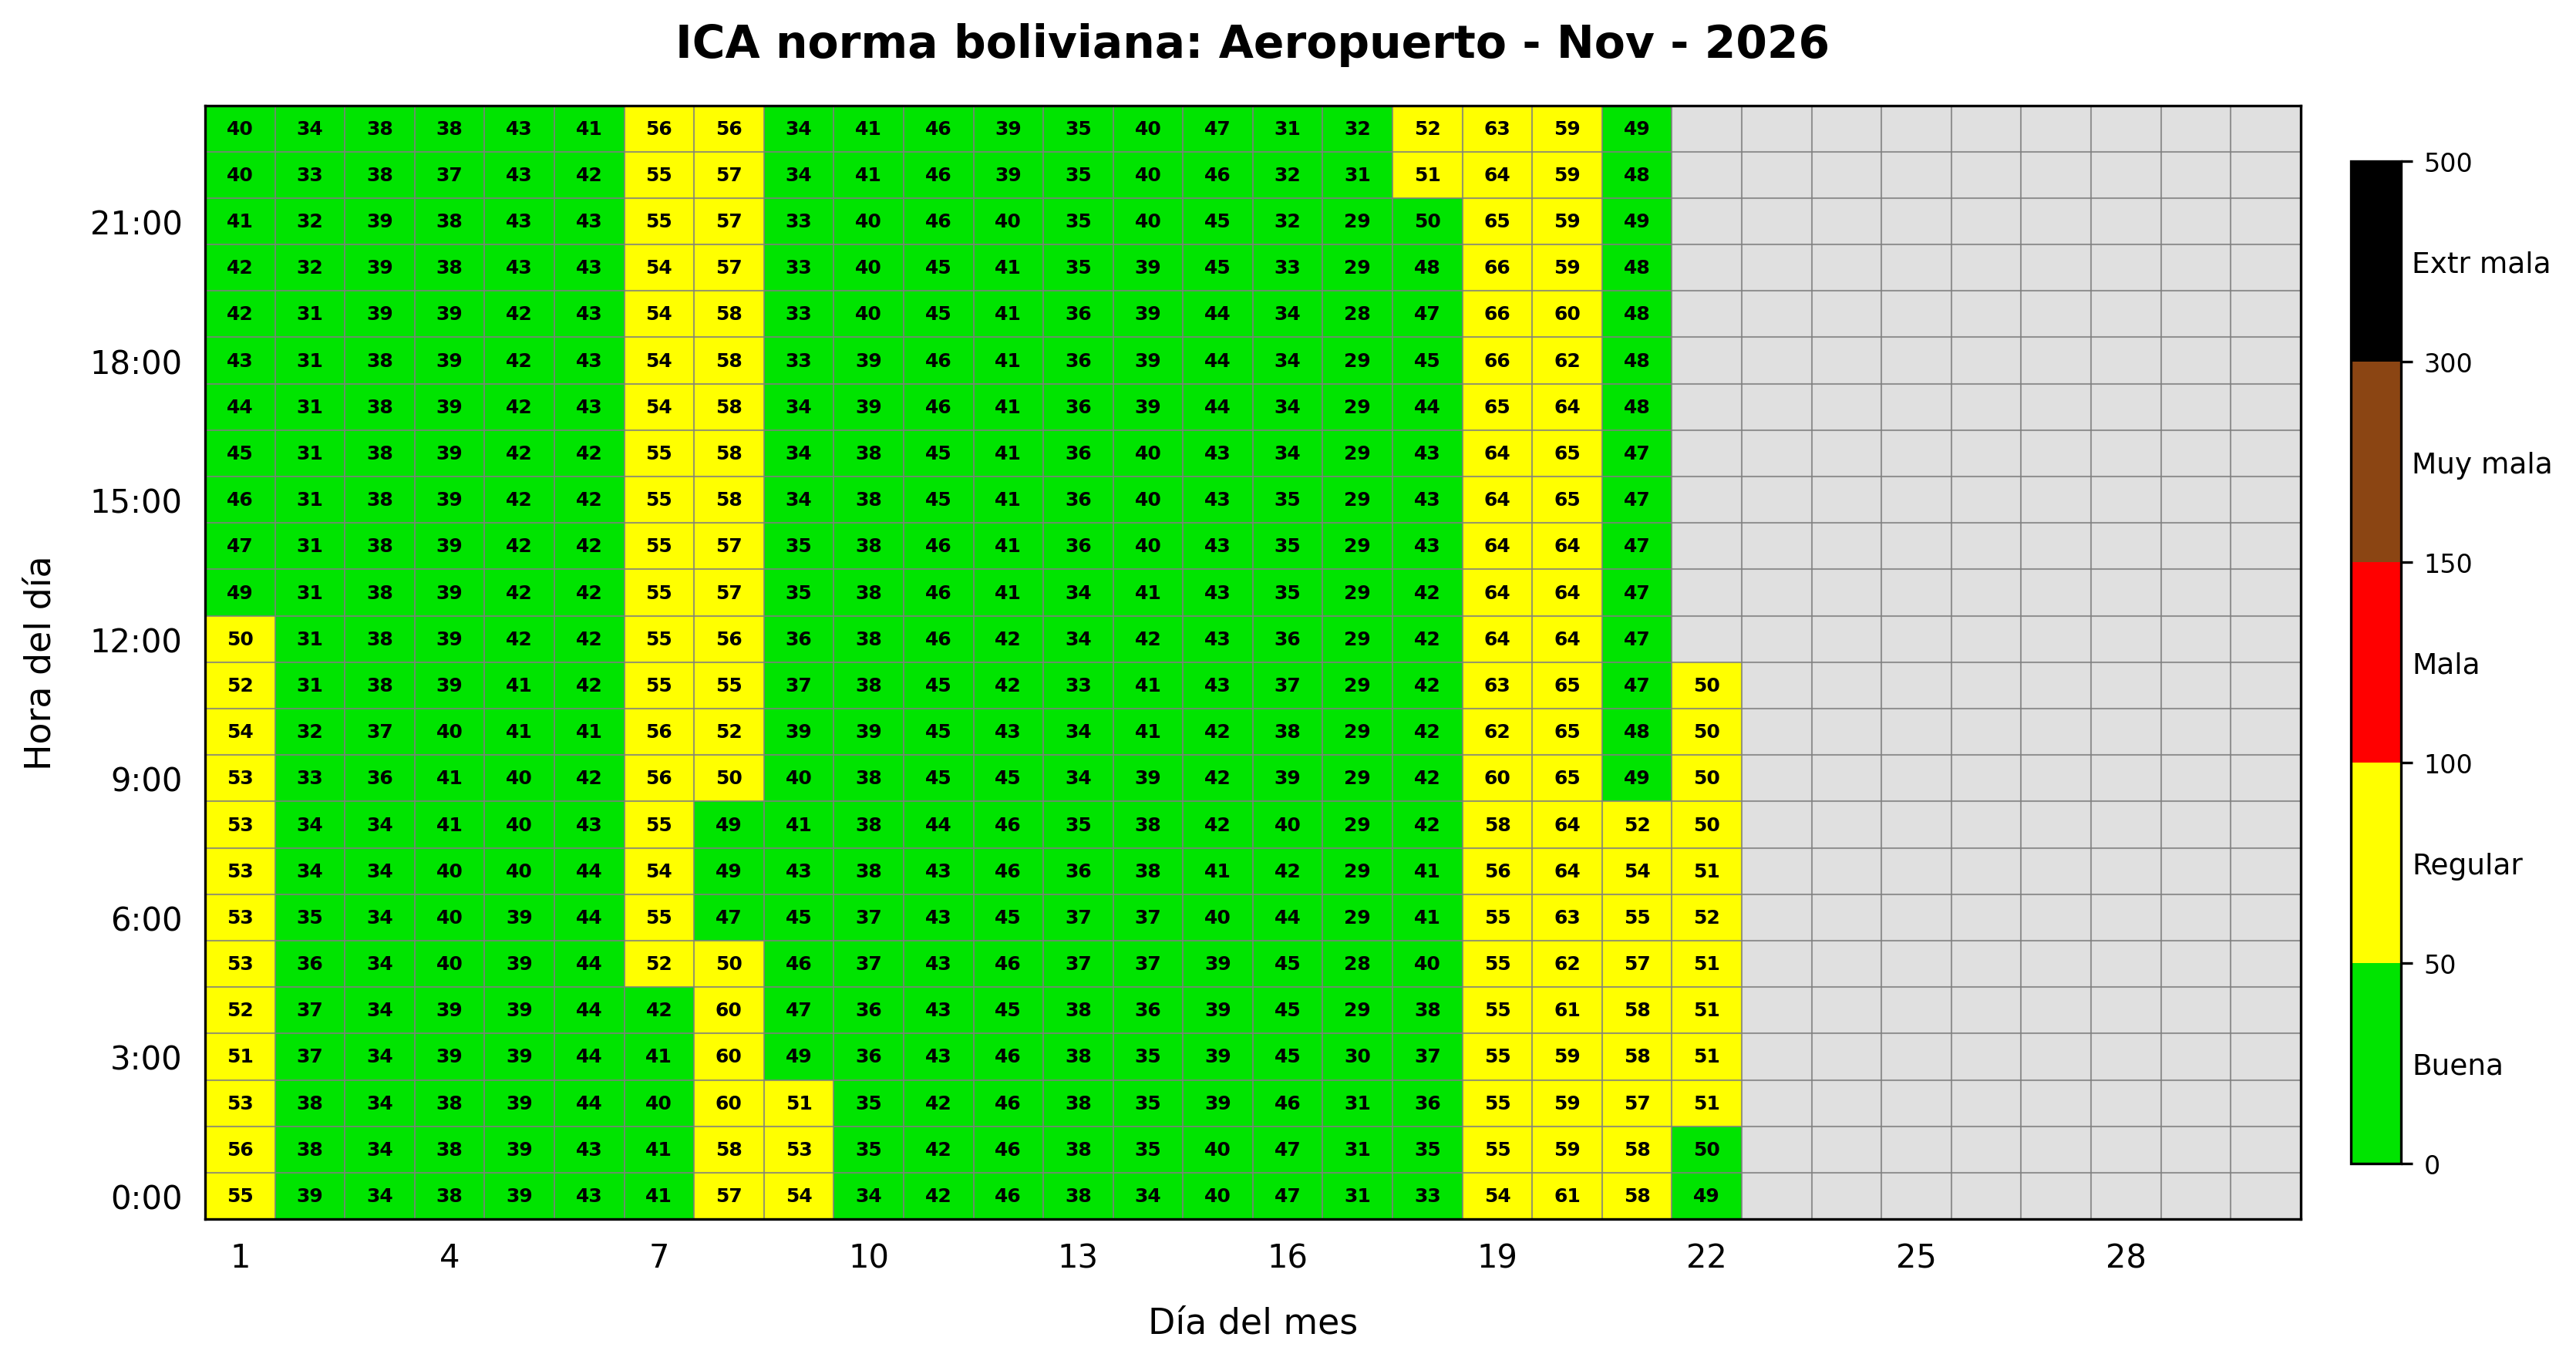 ICA norma boliviana: Aeropuerto - Nov - 2026
40 34 38 38 43 41 56 56 34 41 46 39 35 40 47 31 32 52 63 59 49
40 33 38 37 43 42 55 57 34 41 46 39 35 40 46 32 31 51 64 59 48
21:00 41 32 39 38 43 43 55 57 33 40 46 40 35 40 45 32 29 50 65 59 49
42 32 39 38 43 43 54 57 33 40 45 41 35 39 45 33 29 48 66 59 48
42 31 39 39 42 43 54 58 33 40 45 41 36 39 44 34 28 47 66 60 48
18:00 43 31 38 39 42 43 54 58 33 39 46 41 36 39 44 34 29 45 66 62 48
44 31 38 39 42 43 54 58 34 39 46 41 36 39 44 34 29 44 65 64 48
45 31 38 39 42 42 55 58 34 38 45 41 36 40 43 34 29 43 64 65 47
15:00 46 31 38 39 42 42 55 58 34 38 45 41 36 40 43 35 29 43 64 65 47
47 31 38 39 42 42 55 57 35 38 46 41 36 40 43 35 29 43 64 64 47
49 31 38 39 42 42 55 57 35 38 46 41 34 41 43 35 29 42 64 64 47
12:00 50 31 38 39 42 42 55 56 36 38 46 42 34 42 43 36 29 42 64 64 47
52 31 38 39 41 42 55 55 37 38 45 42 33 41 43 37 29 42 63 65 47 50
54 32 37 40 41 41 56 52 39 39 45 43 34 41 42 38 29 42 62 65 48 50
9:00 53 33 36 41 40 42 56 50 40 38 45 45 34 39 42 39 29 42 60 65 49 50
53 34 34 41 40 43 55 49 41 38 44 46 35 38 42 40 29 42 58 64 52 50
53 34 34 40 40 44 54 49 43 38 43 46 36 38 41 42 29 41 56 64 54 51
6:00 53 35 34 40 39 44 55 47 45 37 43 45 37 37 40 44 29 41 55 63 55 52
53 36 34 40 39 44 52 50 46 37 43 46 37 37 39 45 28 40 55 62 57 51
52 37 34 39 39 44 42 60 47 36 43 45 38 36 39 45 29 38 55 61 58 51
3:00 51 37 34 39 39 44 41 60 49 36 43 46 38 35 39 45 30 37 55 59 58 51
53 38 34 38 39 44 40 60 51 35 42 46 38 35 39 46 31 36 55 59 57 51
56 38 34 38 39 43 41 58 53 35 42 46 38 35 40 47 31 35 55 59 58 50
0:00 55 39 34 38 39 43 41 57 54 34 42 46 38 34 40 47 31 33 54 61 58 49
1 4 7 10 13 16 19 22 25 28
Día del mes
Hora del día
500
Extr mala
300
Muy mala
150
Mala
100
Regular
50
Buena
0